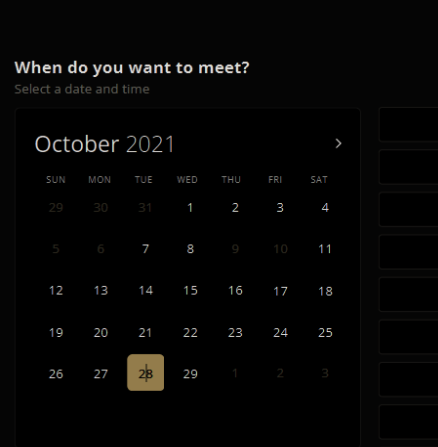 When do you want to meet?
Select a date and time
October 2021 >
SUN MON TUE WED THU FRI SAT
29 30 31 1 2 3 4
5 6 7 8 9 10 11
12 13 14 15 16 17 18
19 20 21 22 23 24 25
26 27 28 29 1 2 3